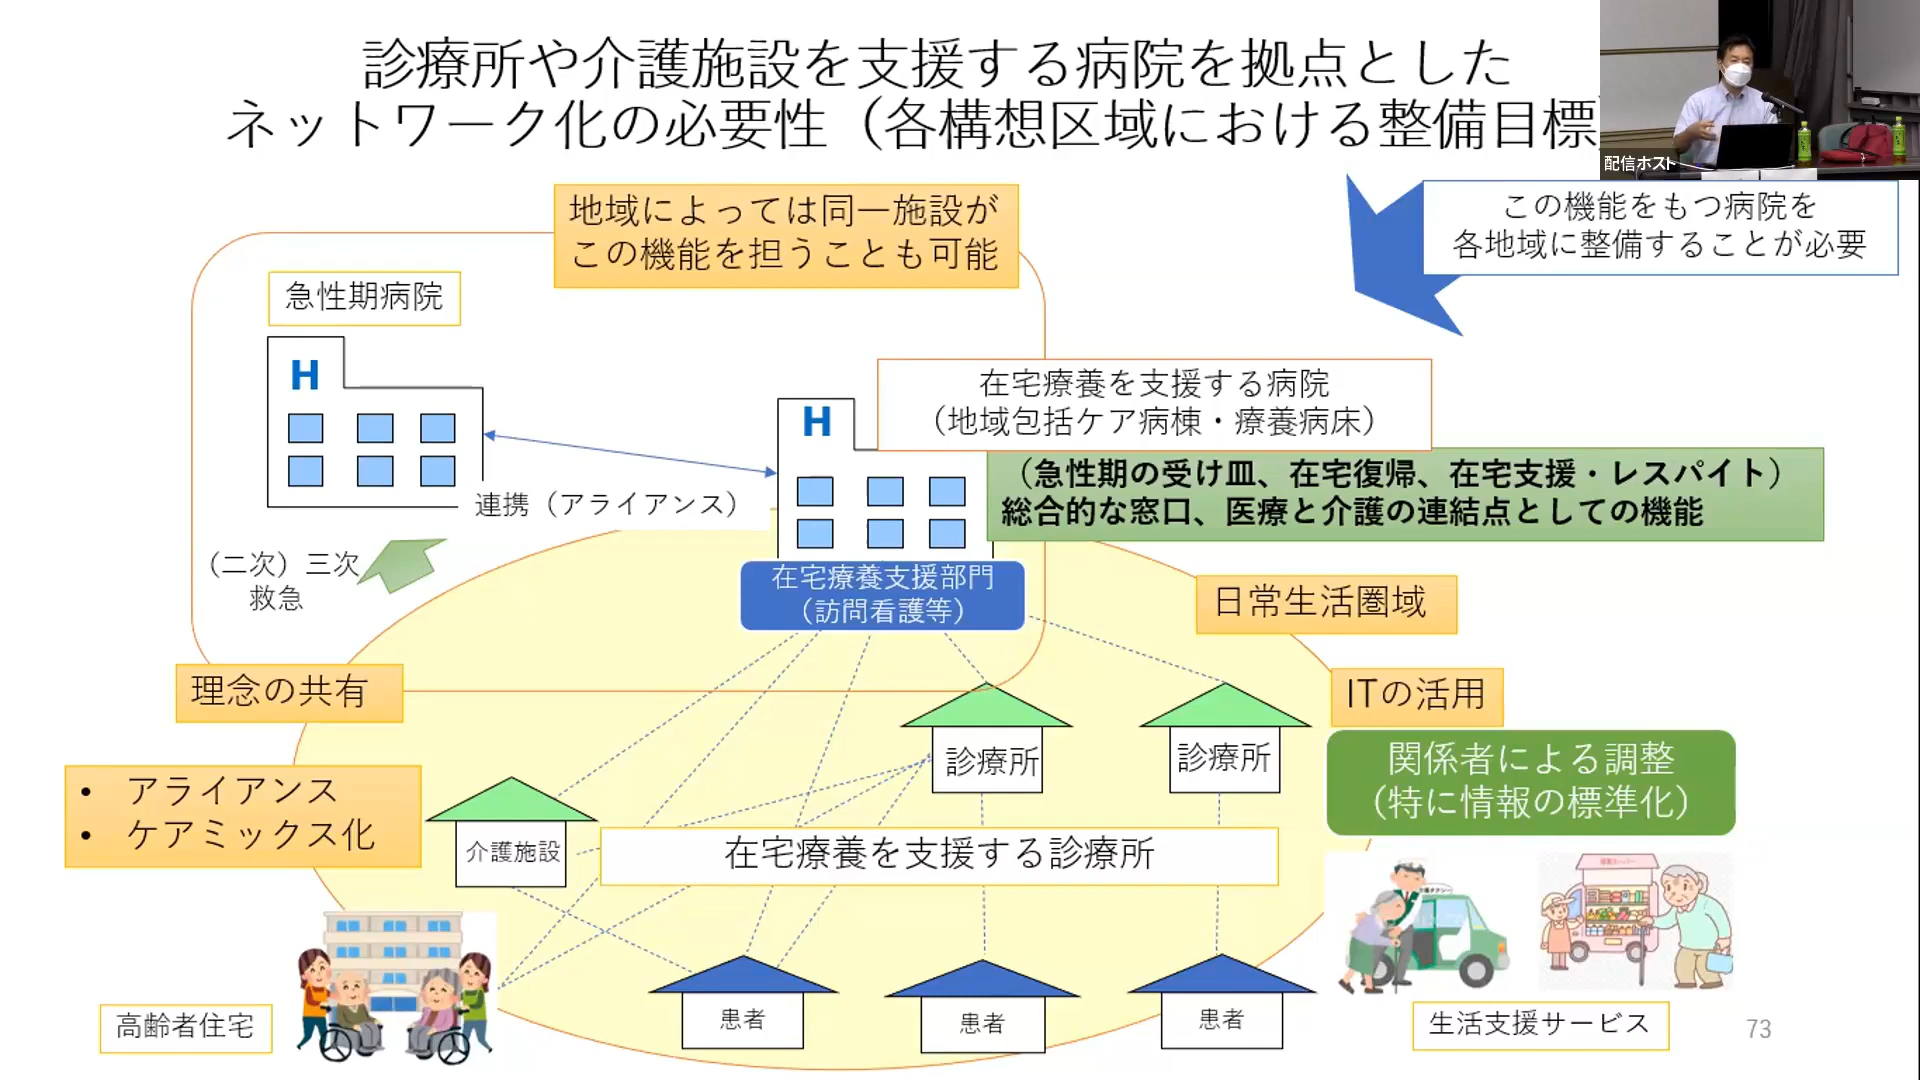 診療所や介護施設を支援する病院を拠点とした
ネットワーク化の必要性（各構想区域における整備目標
配信ホスト
この機能をもつ病院を
各地域に整備することが必要
地域によっては同一施設が
この機能を担うことも可能
急性期病院
H
H
在宅療養を支援する病院
（地域包括ケア病棟・療養病床）
（急性期の受け皿、在宅復帰、在宅支援・レスパイト）
総合的な窓口、医療と介護の連結点としての機能
連携（アライアンス）
（二次）三次
救急
在宅療養支援部門
（訪問看護等）
日常生活圏域
理念の共有
ITの活用
関係者による調整
（特に情報の標準化）
• アライアンス
• ケアミックス化
診療所
診療所
介護施設
在宅療養を支援する診療所
高齢者住宅
患者
患者
患者
生活支援サービス
73